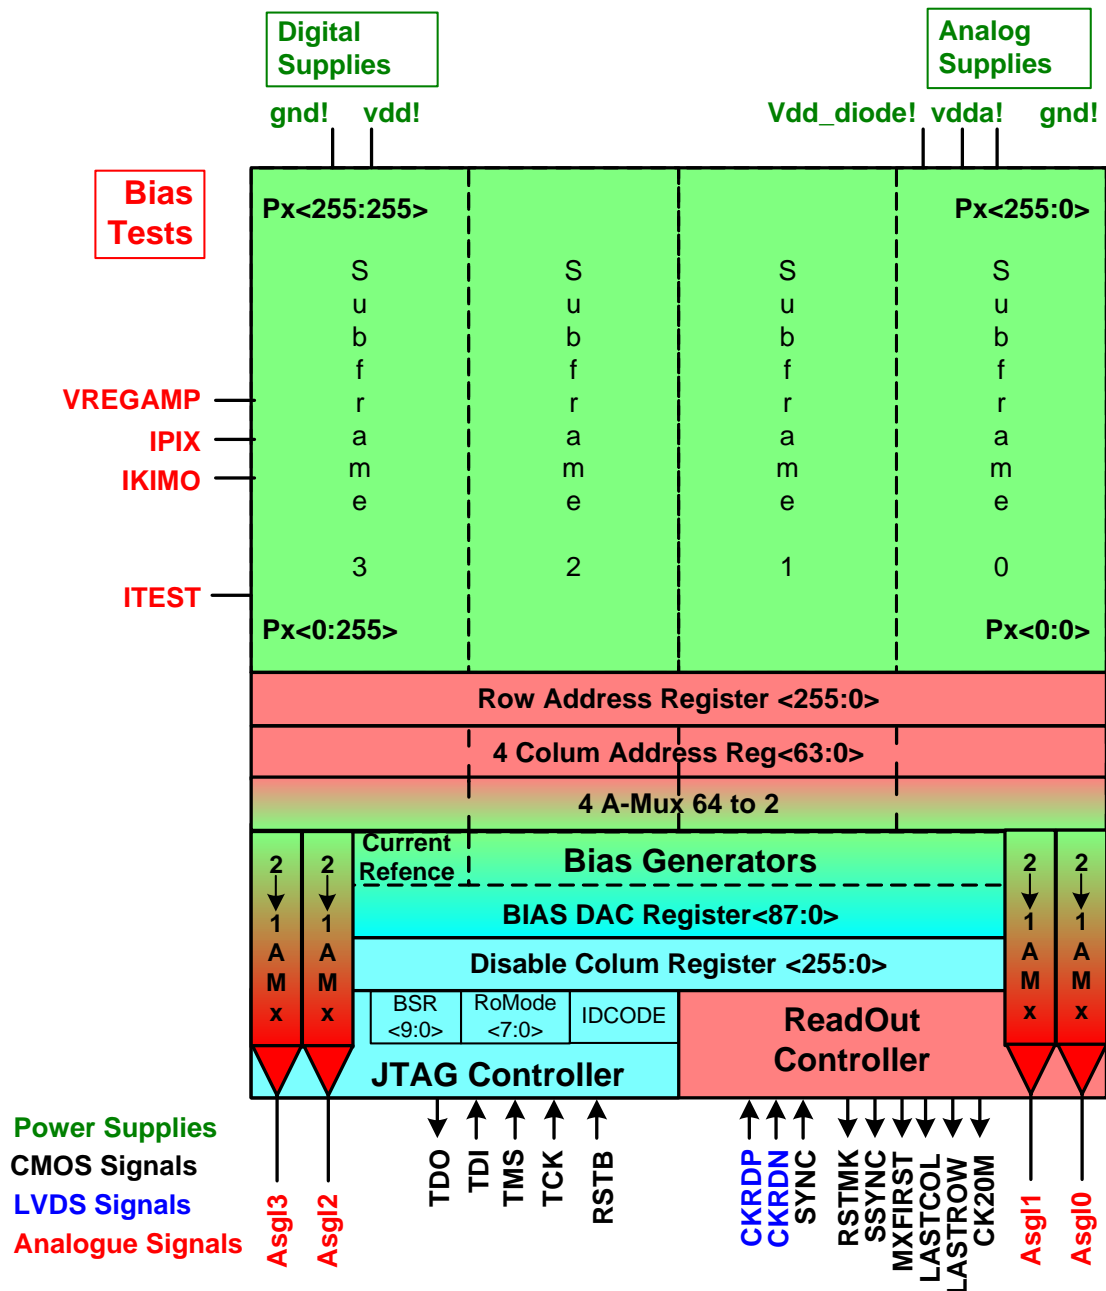 Digital
Supplies
Analog
Supplies
gnd! vdd!
Vdd_diode! vdda! gnd!
Bias
Tests
Px<255:255>
Px<255:0>
Subframe 3
Subframe 2
Subframe 1
Subframe 0
VREGAMP
IPIX
IKIMO
ITEST
Px<0:255>
Px<0:0>
Row Address Register <255:0>
4 Colum Address Reg<63:0>
4 A-Mux 64 to 2
2 1 A M x
2 1 A M x
Current
Refence
Bias Generators
2 1 A M x
2 1 A M x
BIAS DAC Register<87:0>
Disable Colum Register <255:0>
BSR
<9:0>
RoMode
<7:0>
IDCODE
JTAG Controller
ReadOut
Controller
Power Supplies
CMOS Signals
LVDS Signals
Analogue Signals
Asgl3
Asgl2
TDO
TDI
TMS
TCK
RSTB
CKRDP
CKRDN
SYNC
RSTMK
SSYNC
MXFIRST
LASTCOL
LASTROW
CK20M
Asgl1
Asgl0